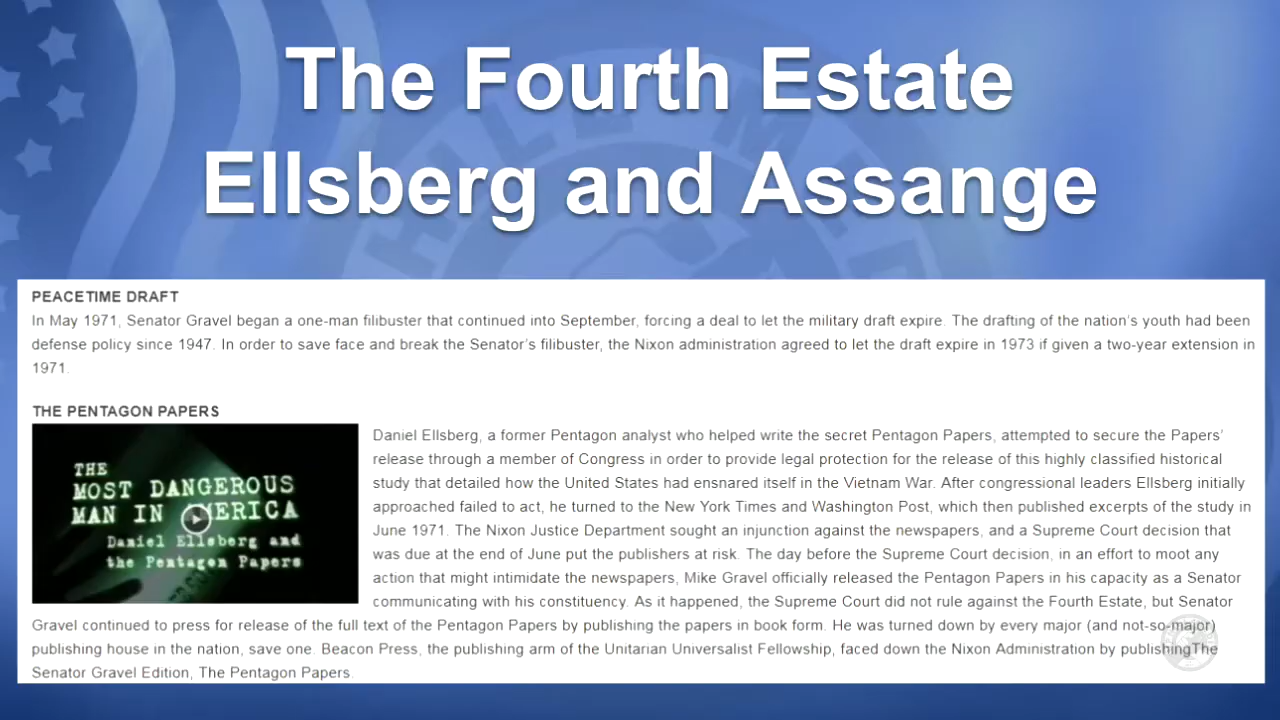 The Fourth Estate
Ellsberg and Assange
PEACETIME DRAFT
In May 1971, Senator Gravel began a one-man filibuster that continued into September, forcing a deal to let the military draft expire. The drafting of the nation's youth had been
defense policy since 1947. In order to save face and break the Senator's filibuster, the Nixon administration agreed to let the draft expire in 1973 if given a two-year extension in
1971.
THE PENTAGON PAPERS
THE
MOST DANGEROUS
MAN IN AMERICA
Daniel Ellsberg and
the Pentagon Papers
Daniel Ellsberg, a former Pentagon analyst who helped write the secret Pentagon Papers, attempted to secure the Papers'
release through a member of Congress in order to provide legal protection for the release of this highly classified historical
study that detailed how the United States had ensnared itself in the Vietnam War. After congressional leaders Ellsberg initially
approached failed to act, he turned to the New York Times and Washington Post, which then published excerpts of the study in
June 1971. The Nixon Justice Department sought an injunction against the newspapers, and a Supreme Court decision that
was due at the end of June put the publishers at risk. The day before the Supreme Court decision, in an effort to moot any
action that might intimidate the newspapers, Mike Gravel officially released the Pentagon Papers in his capacity as a Senator
communicating with his constituency. As it happened, the Supreme Court did not rule against the Fourth Estate, but Senator
Gravel continued to press for release of the full text of the Pentagon Papers by publishing the papers in book form. He was turned down by every major (and not-so-major)
publishing house in the nation, save one. Beacon Press, the publishing arm of the Unitarian Universalist Fellowship, faced down the Nixon Administration by publishingThe
Senator Gravel Edition, The Pentagon Papers.